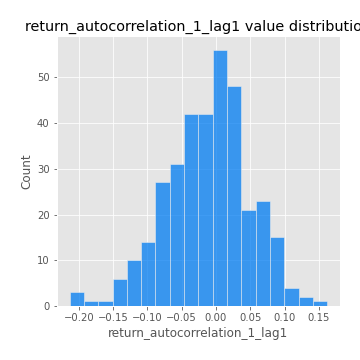 return_autocorrelation_1_lag1 value distributio
50
40
30
20
10
0
Count
−0.20 −0.15 −0.10 −0.05 0.00 0.05 0.10 0.15
return_autocorrelation_1_lag1